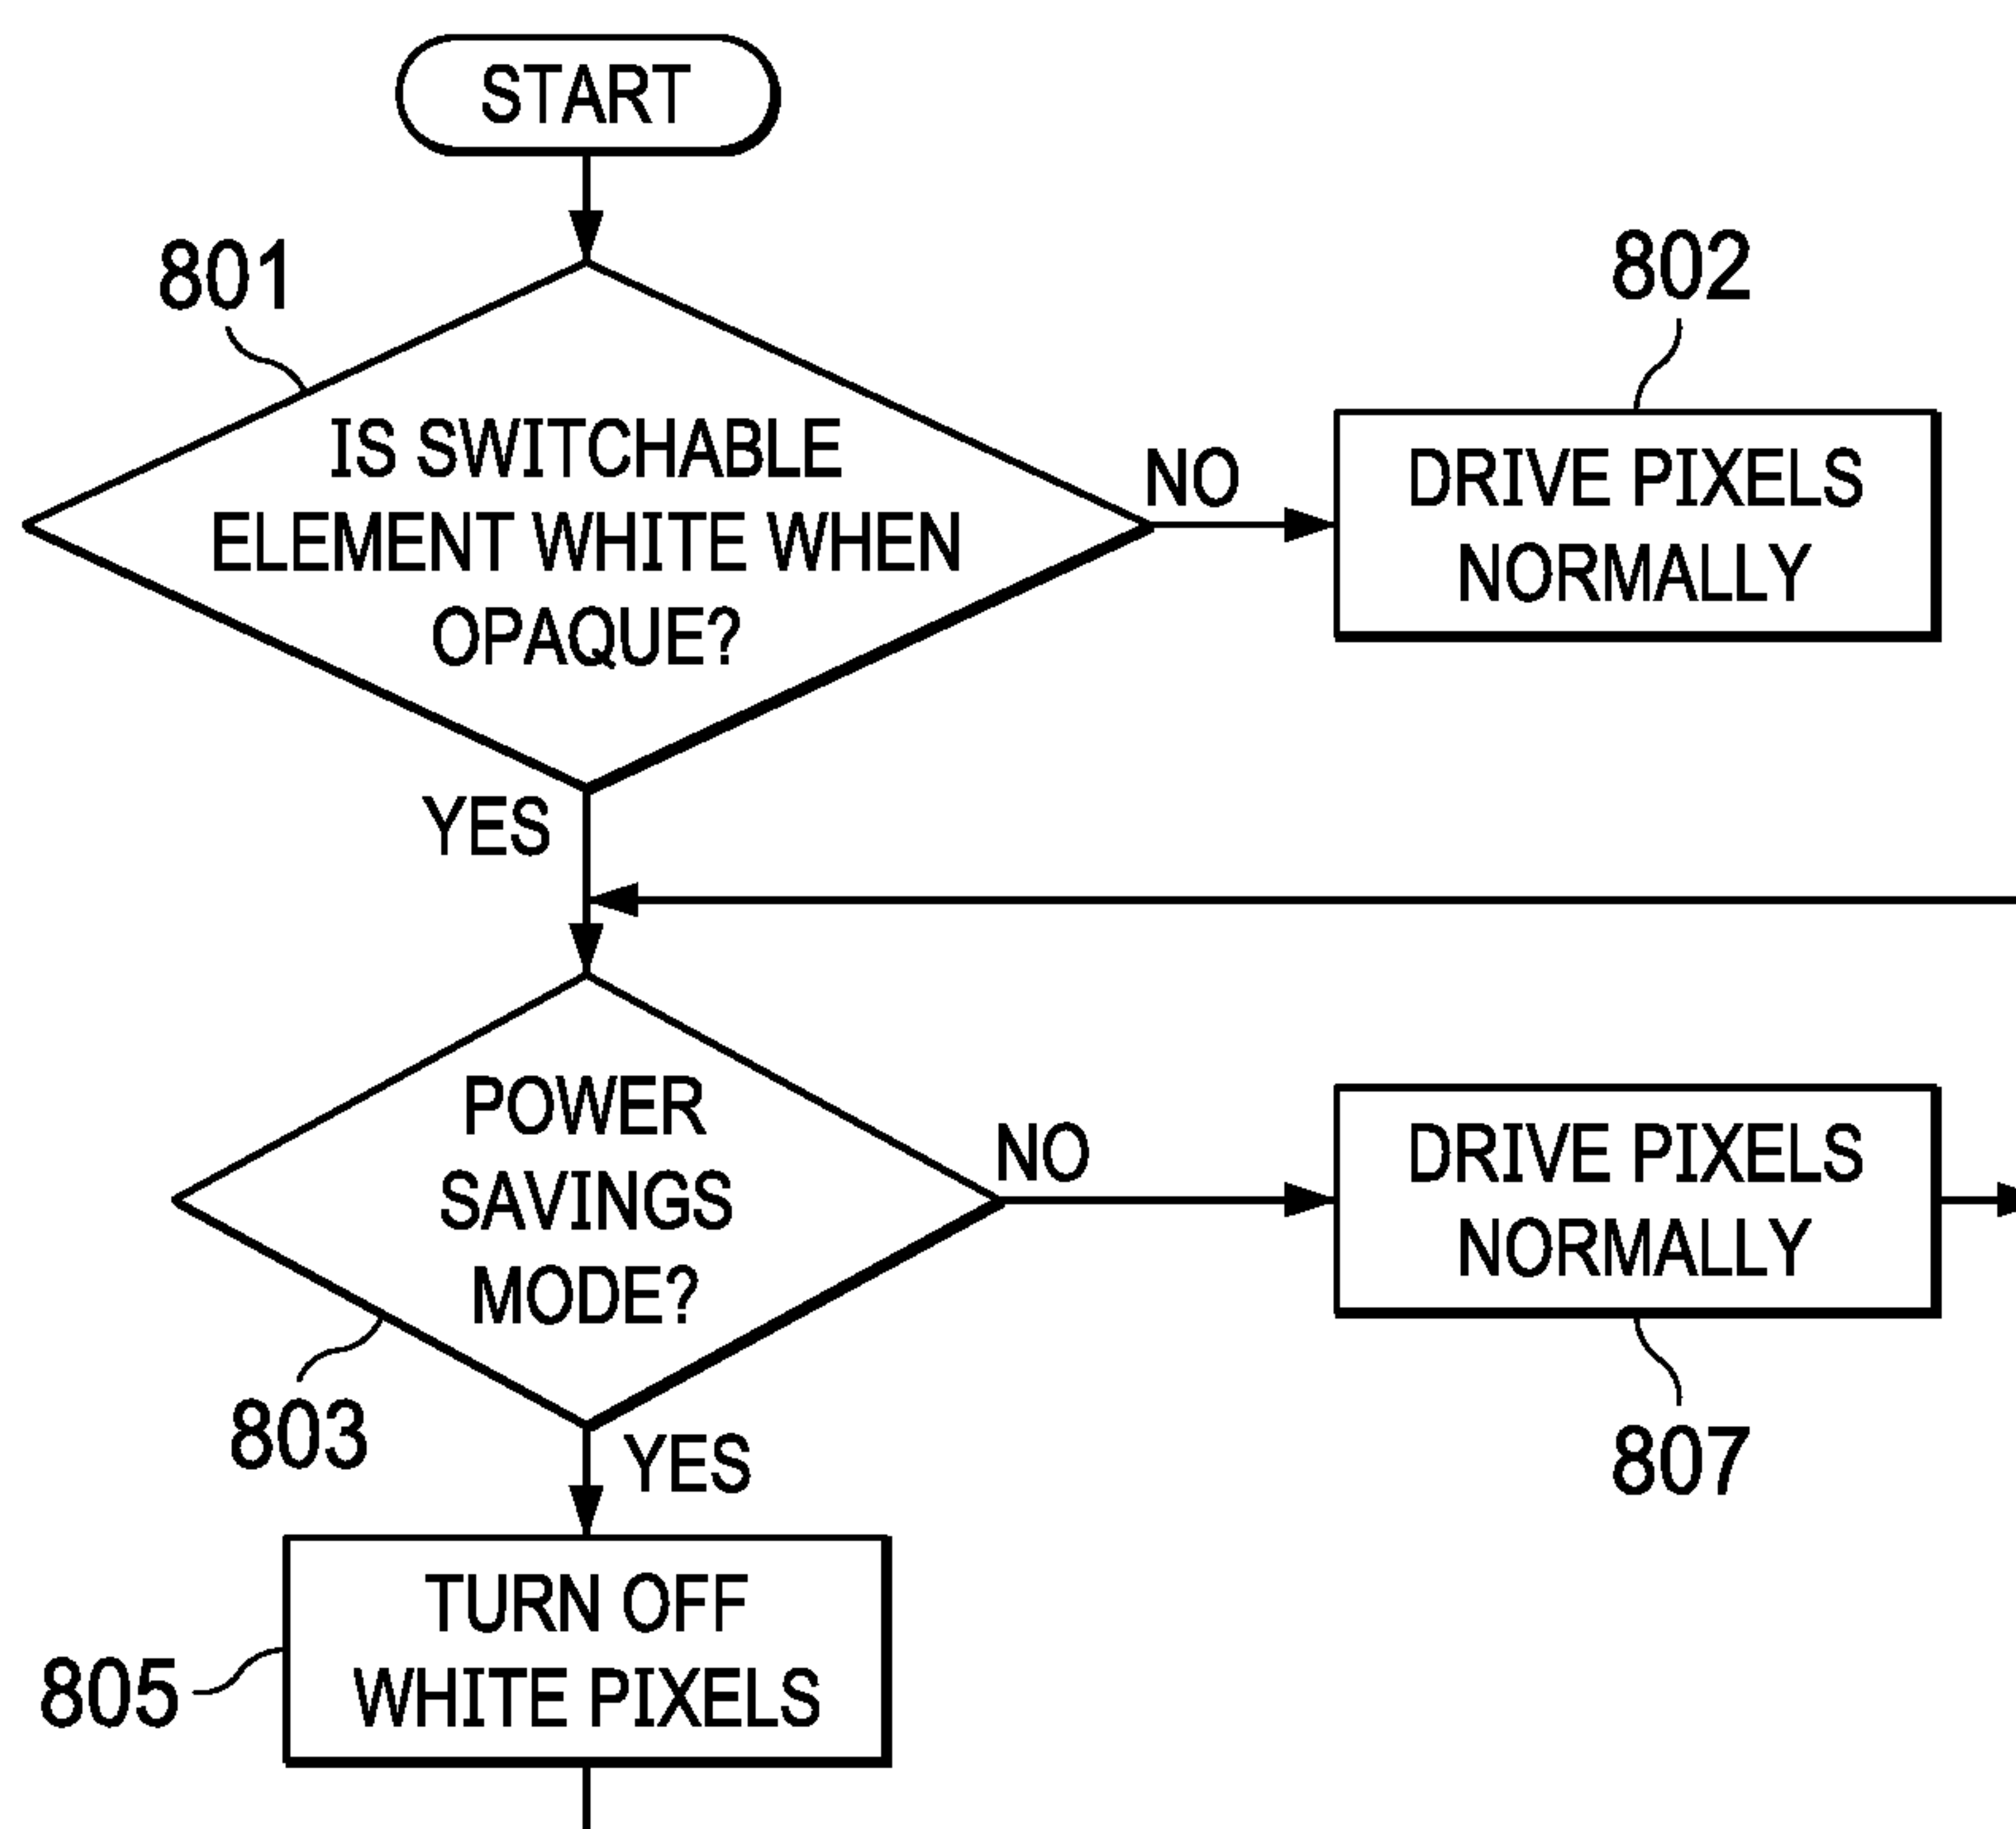 START
801
802
IS SWITCHABLE
ELEMENT WHITE WHEN
OPAQUE?
NO
DRIVE PIXELS
NORMALLY
YES
POWER
SAVINGS
MODE?
NO
DRIVE PIXELS
NORMALLY
803
807
YES
TURN OFF
WHITE PIXELS
805